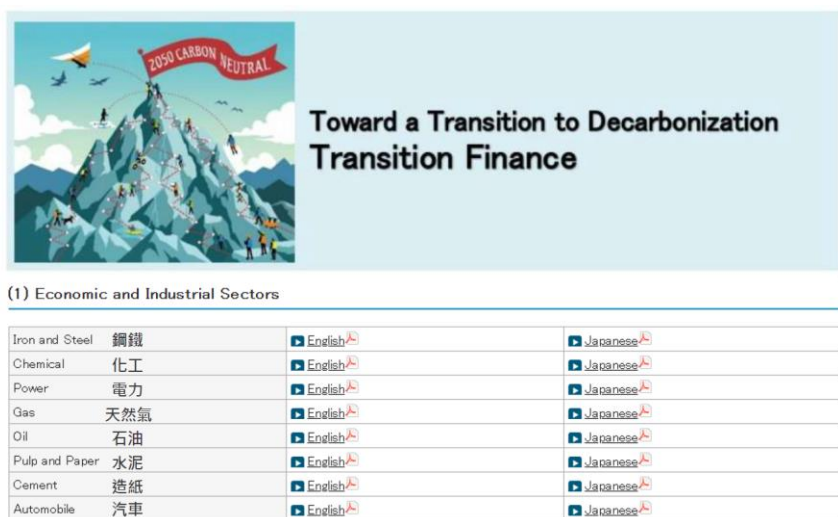 2050 CARBON NEUTRAL
Toward a Transition to Decarbonization
Transition Finance
(1) Economic and Industrial Sectors
Iron and Steel 鋼鐵 English Japanese
Chemical 化工 English Japanese
Power 電力 English Japanese
Gas 天然氣 English Japanese
Oil 石油 English Japanese
Pulp and Paper 水泥 English Japanese
Cement 造紙 English Japanese
Automobile 汽車 English Japanese